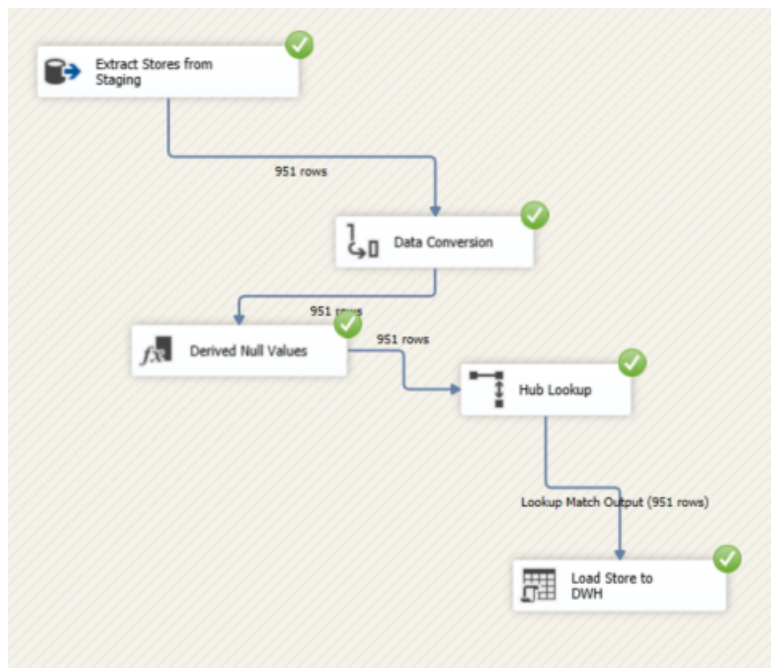 Extract Stores from
Staging
951 rows
Data Conversion
951 rows
951 rows
Derived Null Values
Hub Lookup
Lookup Match Output (951 rows)
Load Store to
DWH